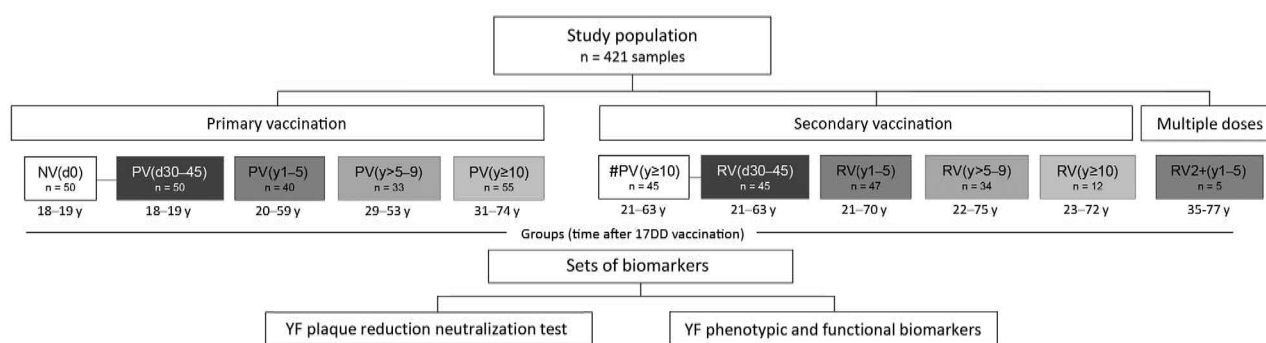 Study population
n = 421 samples
Primary vaccination
Secondary vaccination
Multiple doses
NV(d0)
n = 50
18–19 y
PV(d30–45)
n = 50
18–19 y
PV(y1–5)
n = 40
20–59 y
PV(y>5–9)
n = 33
29–53 y
PV(y≥10)
n = 55
31–74 y
#PV(y≥10)
n = 45
21–63 y
RV(d30–45)
n = 45
21–63 y
RV(y1–5)
n = 47
21–70 y
RV(y>5–9)
n = 34
22–75 y
RV(y≥10)
n = 12
23–72 y
RV2+(y1–5)
n = 5
35-77 y
Groups (time after 17DD vaccination)
Sets of biomarkers
YF plaque reduction neutralization test
YF phenotypic and functional biomarkers